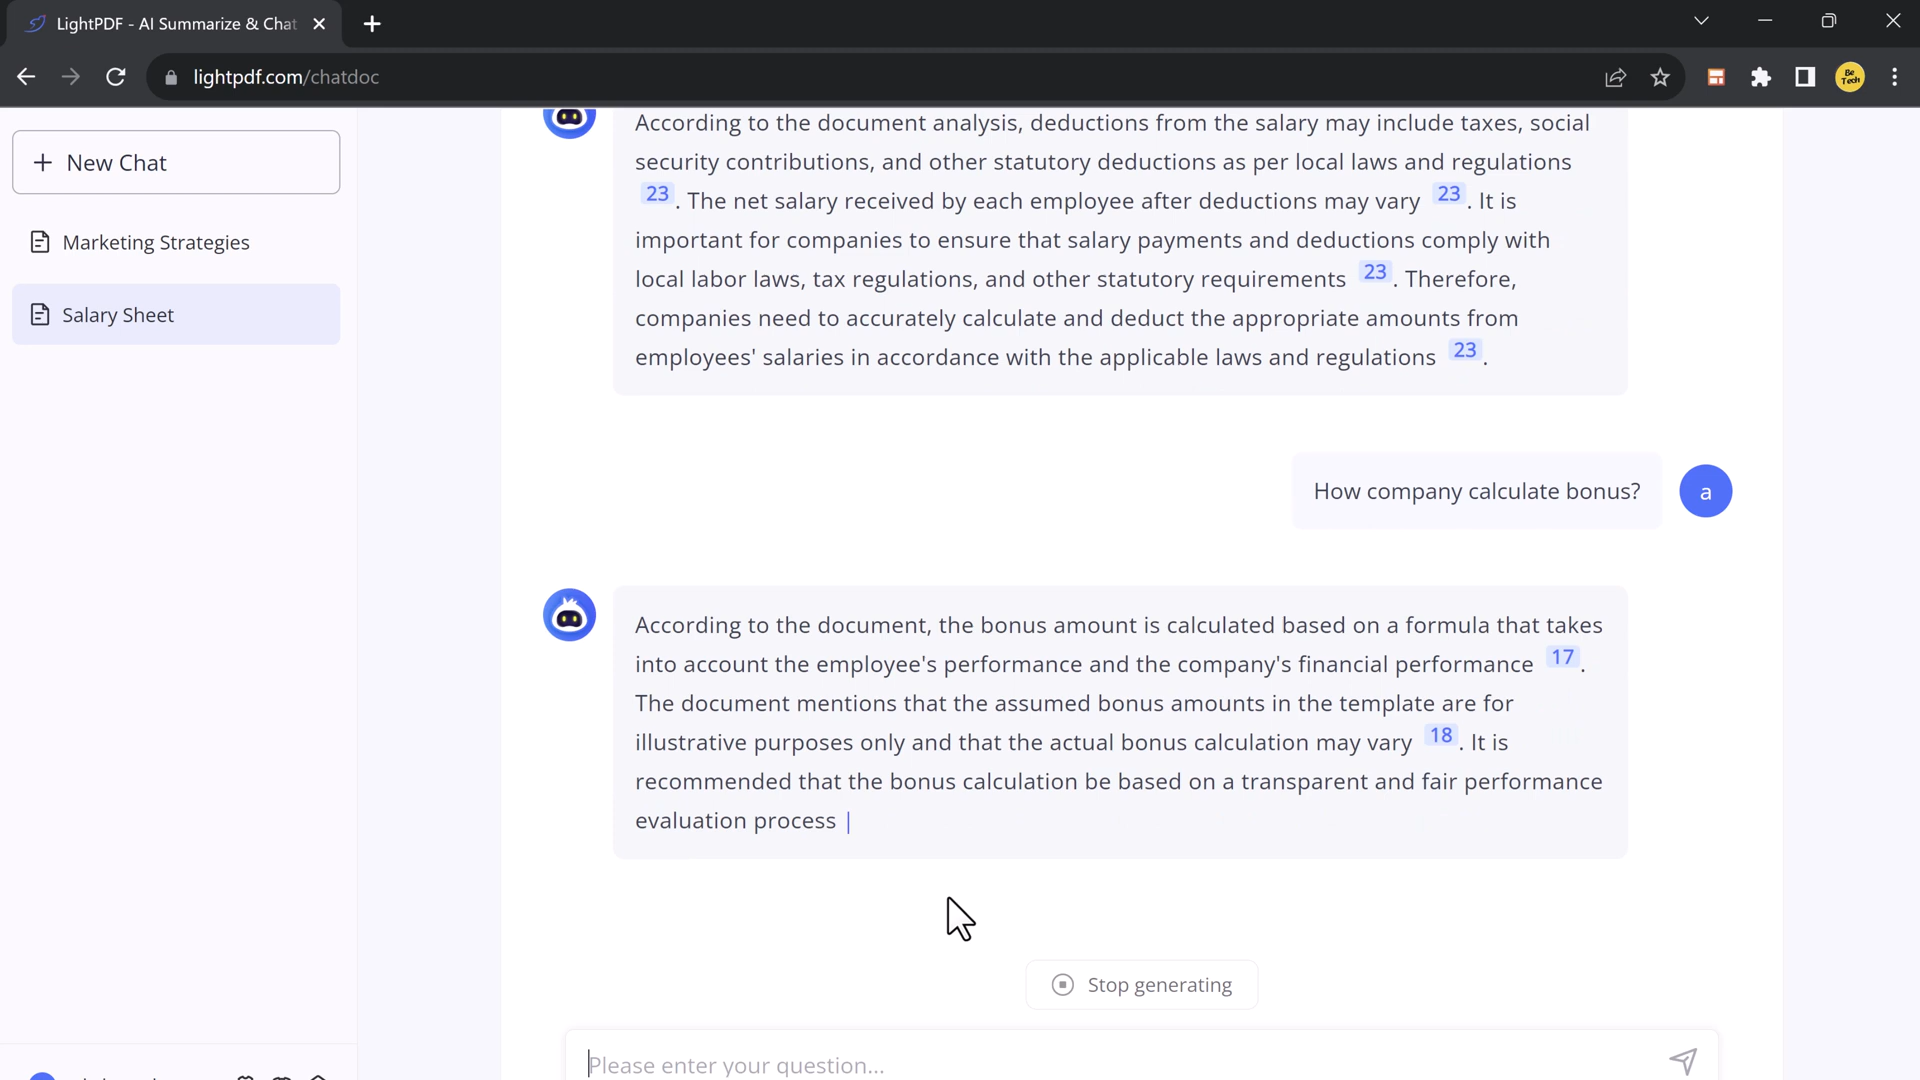 LightPDF - AI Summarize & Chat
lightpdf.com/chatdoc
Be
Tech
New Chat
Marketing Strategies
Salary Sheet
According to the document analysis, deductions from the salary may include taxes, social
security contributions, and other statutory deductions as per local laws and regulations
23. The net salary received by each employee after deductions may vary 23. It is
important for companies to ensure that salary payments and deductions comply with
local labor laws, tax regulations, and other statutory requirements 23. Therefore,
companies need to accurately calculate and deduct the appropriate amounts from
employees' salaries in accordance with the applicable laws and regulations 23.
How company calculate bonus?
a
According to the document, the bonus amount is calculated based on a formula that takes
into account the employee's performance and the company's financial performance 17.
The document mentions that the assumed bonus amounts in the template are for
illustrative purposes only and that the actual bonus calculation may vary 18. It is
recommended that the bonus calculation be based on a transparent and fair performance
evaluation process
Stop generating
Please enter your question...